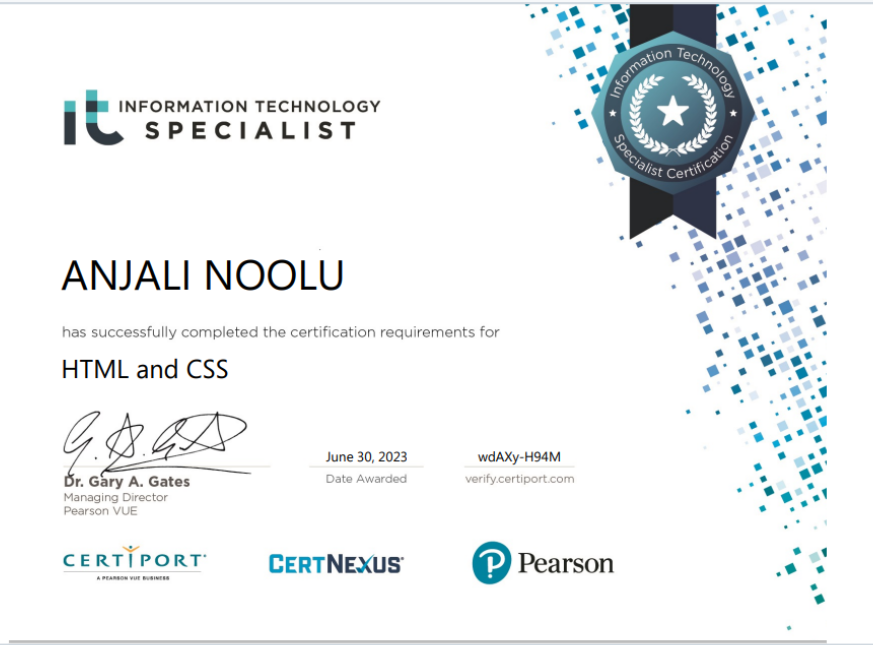 it INFORMATION TECHNOLOGY
SPECIALIST
Information Technology
Specialist Certification
ANJALI NOOLU
has successfully completed the certification requirements for
HTML and CSS
June 30, 2023
wdAXy-H94M
Dr. Gary A. Gates
Date Awarded
verify.certiport.com
Managing Director
Pearson VUE
CERTIPORT
A PEARSON VUE BUSINESS
CERTNEXUS
P Pearson